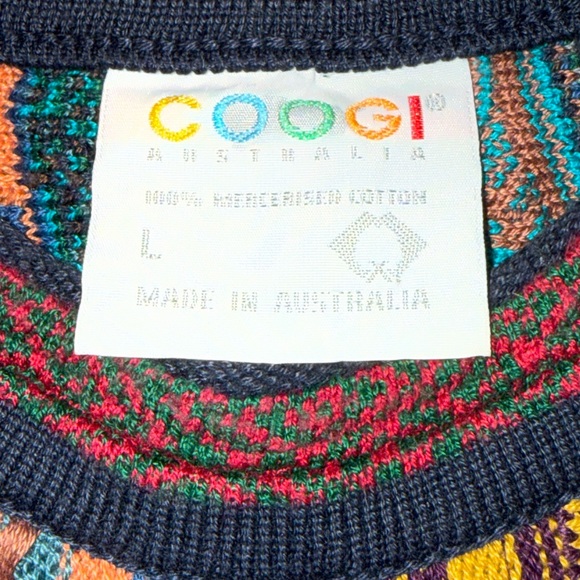 COOGI®
AUSTRALIA
100% MERCERISED COTTON
L
MADE IN AUSTRALIA